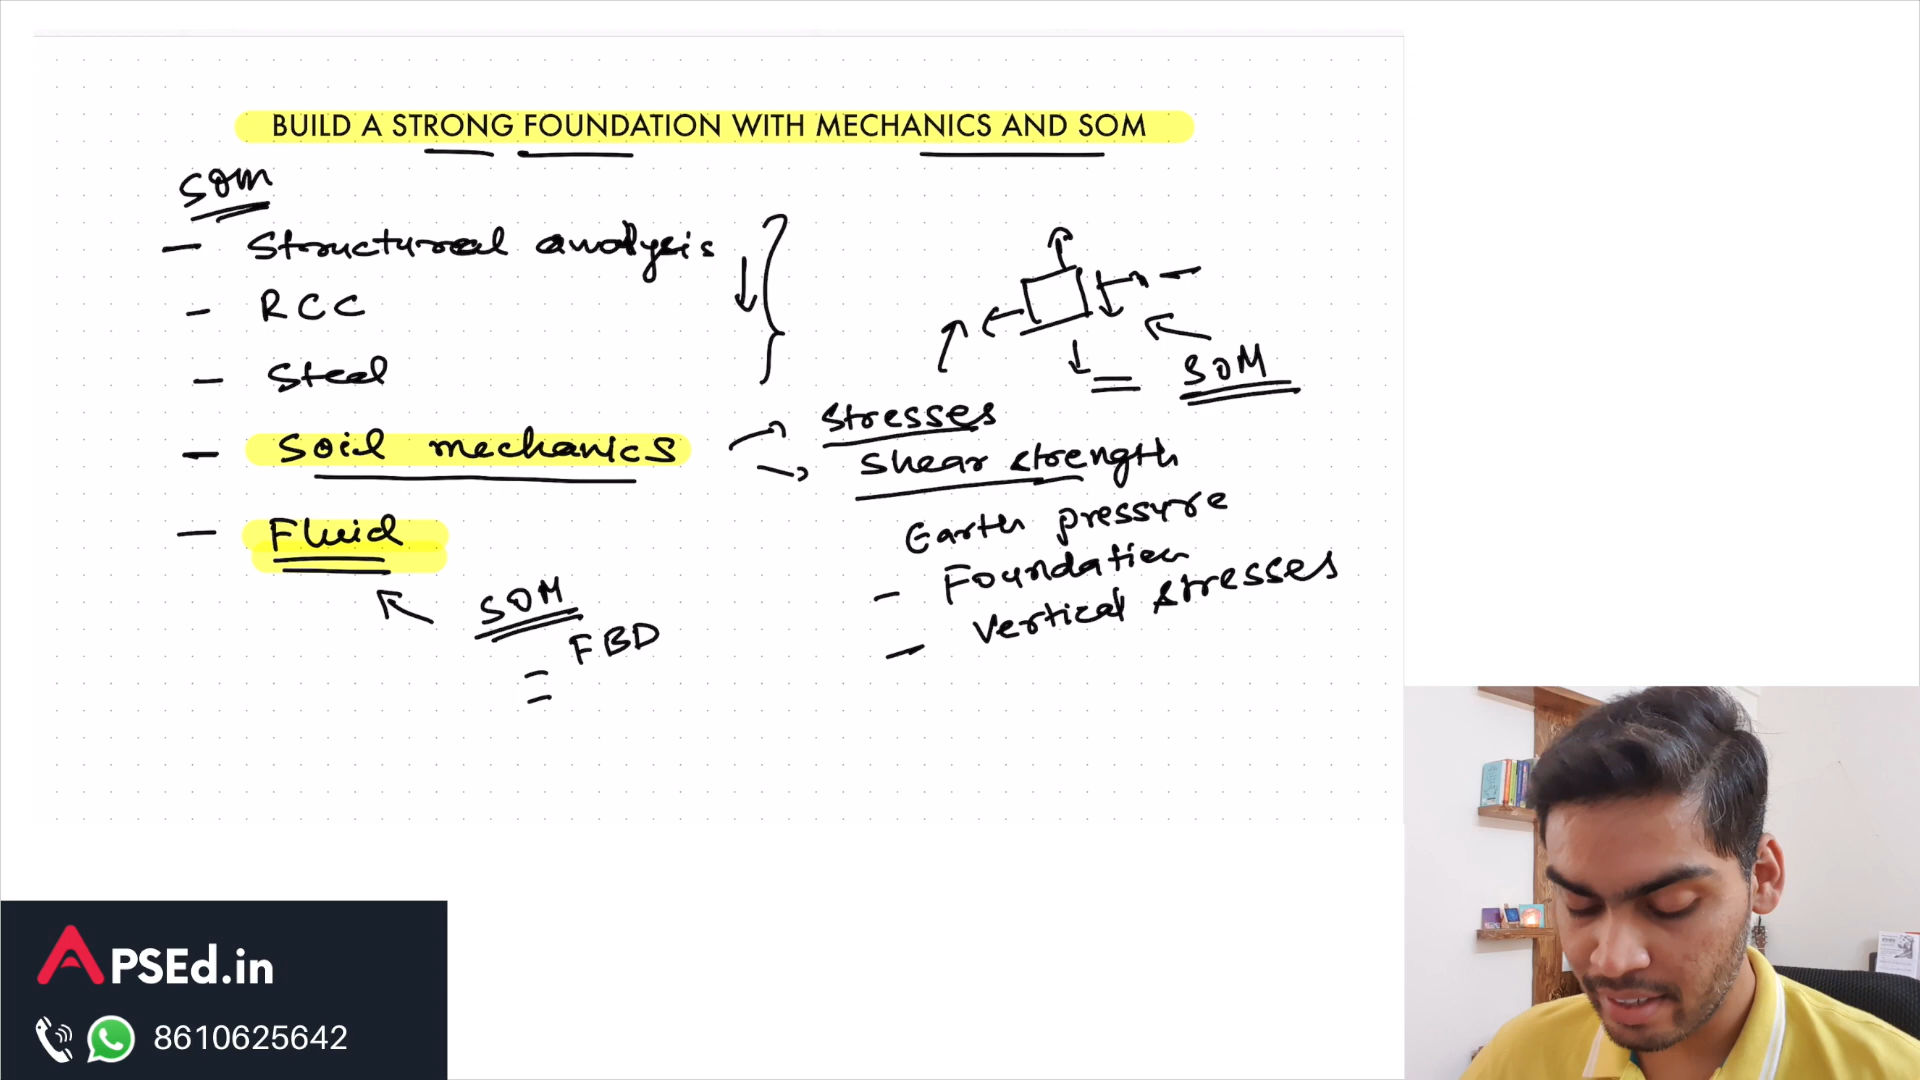 BUILD A STRONG FOUNDATION WITH MECHANICS AND SOM
SOM
- Structural analysis
- RCC
- Steel
- Soil mechanics
- Fluid
SOM
FBD
SOM
Stresses
Shear strength
Earth pressure
- Foundation
- Vertical stresses
APSEd.in
8610625642